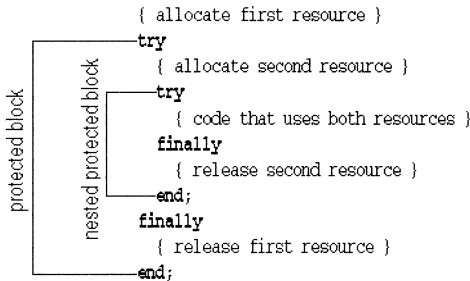 { allocate first resource }
try
{ allocate second resource }
try
{ code that uses both resources }
finally
{ release second resource }
end;
finally
{ release first resource }
end;
protected block
nested protected block